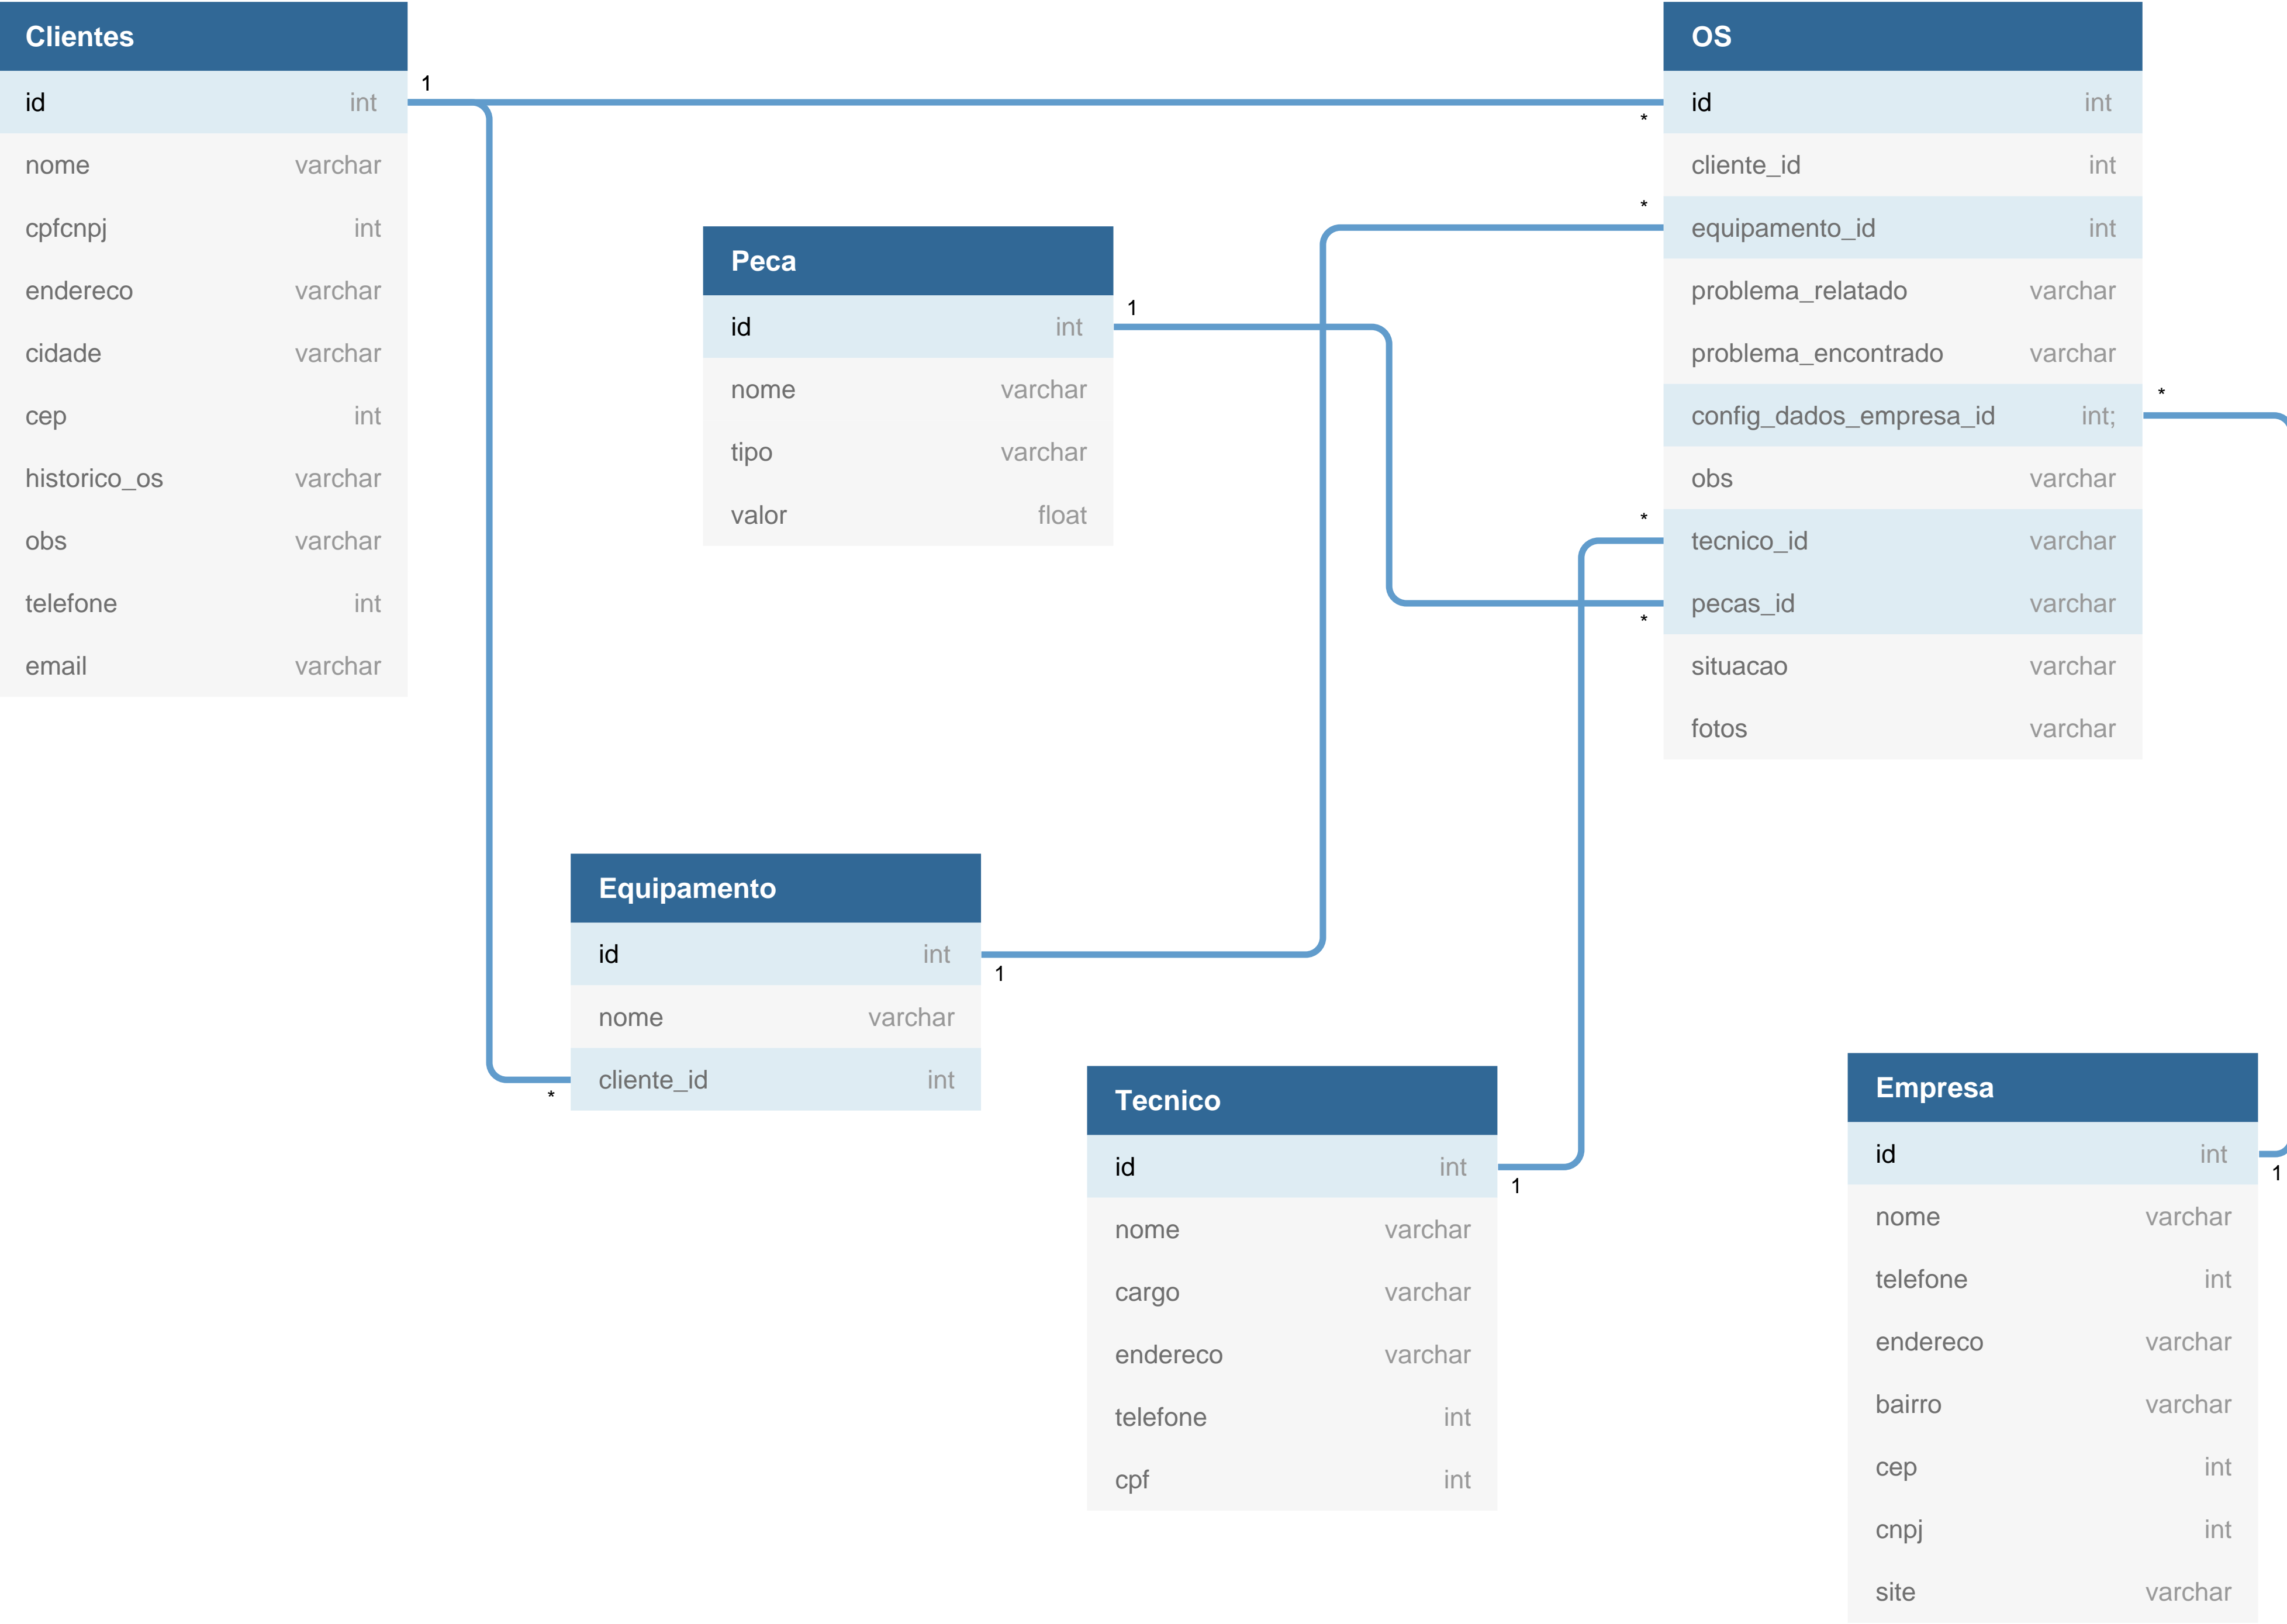 Clientes
id int
nome varchar
cpfcnpj int
endereco varchar
cidade varchar
cep int
historico_os varchar
obs varchar
telefone int
email varchar
1
*
*
Peca
id int
nome varchar
tipo varchar
valor float
1
*
OS
id int
cliente_id int
equipamento_id int
problema_relatado varchar
problema_encontrado varchar
config_dados_empresa_id int;
obs varchar
tecnico_id varchar
pecas_id varchar
situacao varchar
fotos varchar
*
*
*
Equipamento
id int
nome varchar
cliente_id int
1
Tecnico
id int
nome varchar
cargo varchar
endereco varchar
telefone int
cpf int
1
Empresa
id int
nome varchar
telefone int
endereco varchar
bairro varchar
cep int
cnpj int
site varchar
1